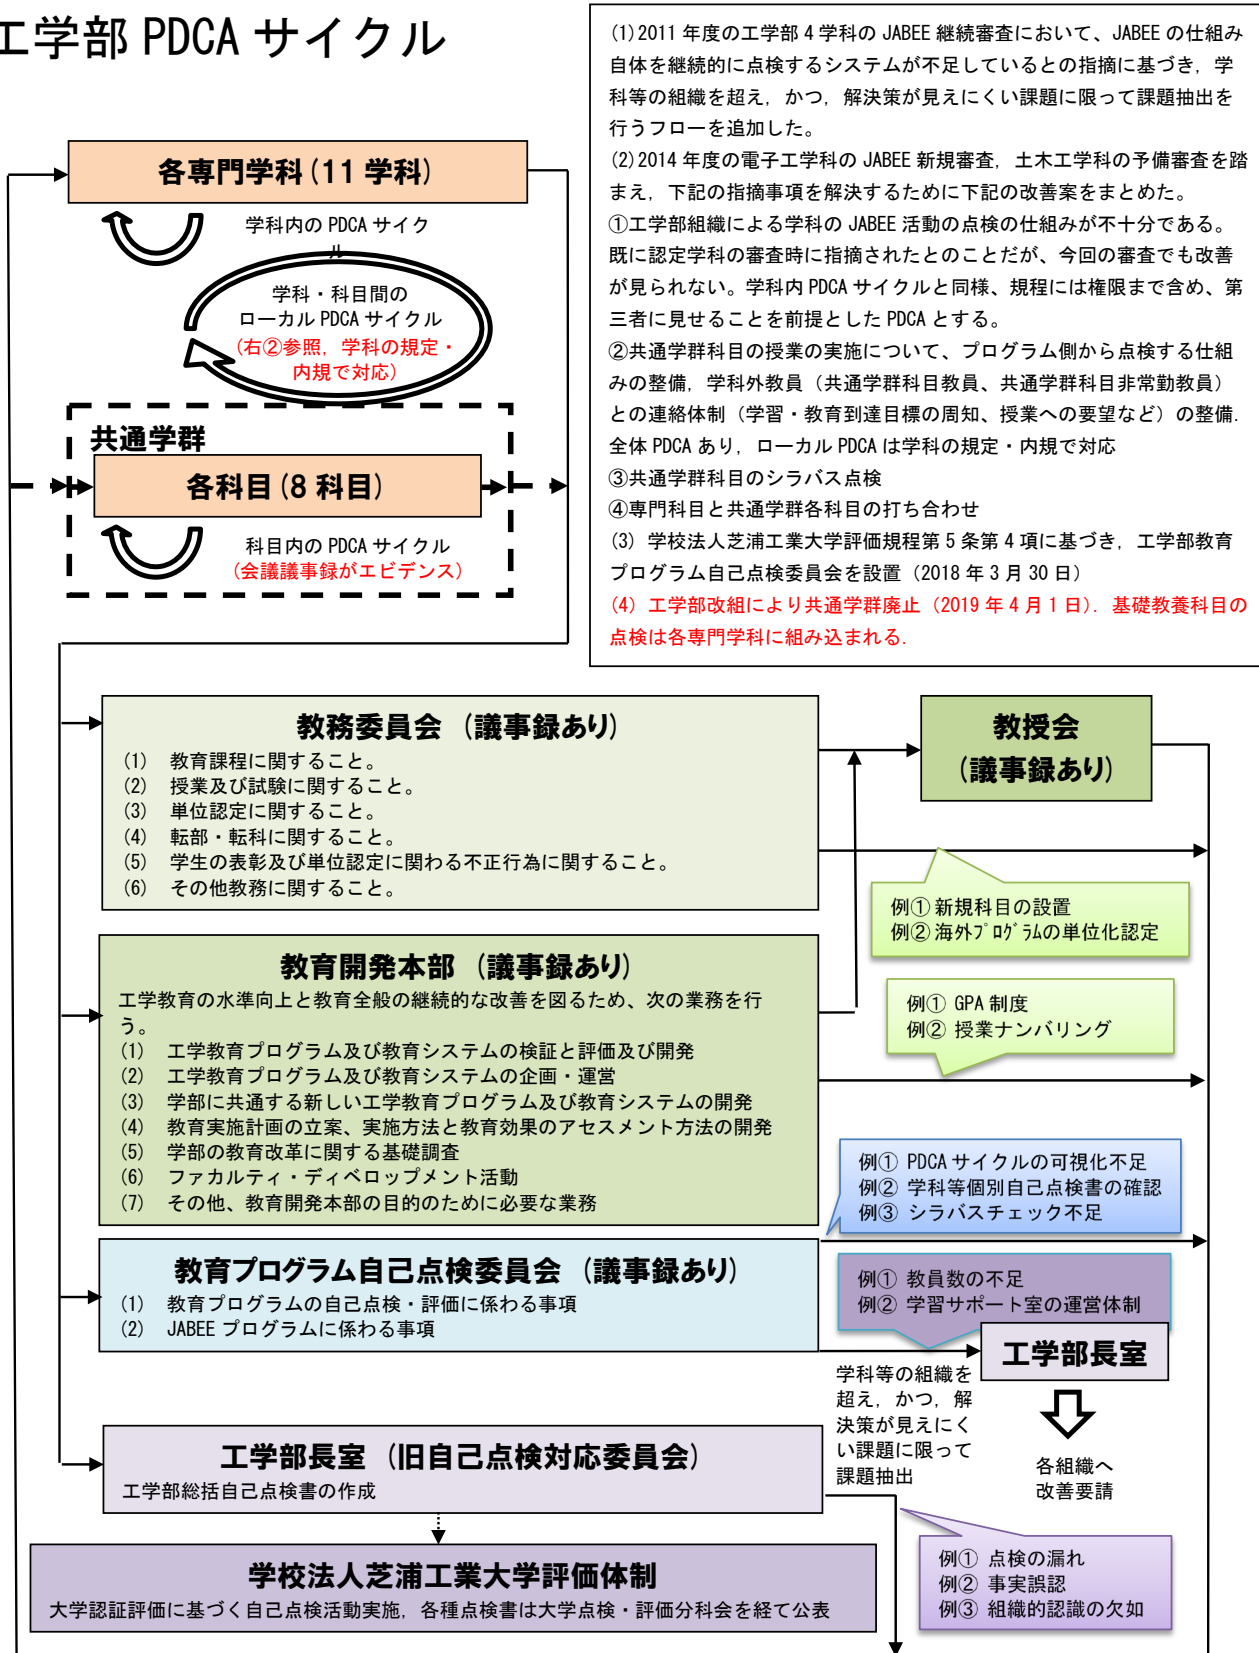 工学部 PDCA サイクル
(1)2011 年度の工学部 4 学科の JABEE 継続審査において、JABEE の仕組み
自体を継続的に点検するシステムが不足しているとの指摘に基づき，学
科等の組織を超え，かつ，解決策が見えにくい課題に限って課題抽出を
行うフローを追加した。
(2)2014 年度の電子工学科の JABEE 新規審査，土木工学科の予備審査を踏
まえ，下記の指摘事項を解決するために下記の改善案をまとめた。
①工学部組織による学科の JABEE 活動の点検の仕組みが不十分である。
既に認定学科の審査時に指摘されたとのことだが、今回の審査でも改善
が見られない。学科内 PDCA サイクルと同様、規程には権限まで含め、第
三者に見せることを前提とした PDCA とする。
②共通学群科目の授業の実施について、プログラム側から点検する仕組
みの整備，学科外教員（共通学群科目教員、共通学群科目非常勤教員）
との連絡体制（学習・教育到達目標の周知、授業への要望など）の整備.
全体 PDCA あり，ローカル PDCA は学科の規定・内規で対応
③共通学群科目のシラバス点検
④専門科目と共通学群各科目の打ち合わせ
(3) 学校法人芝浦工業大学評価規程第 5 条第 4 項に基づき，工学部教育
プログラム自己点検委員会を設置（2018 年 3 月 30 日）
(4) 工学部改組により共通学群廃止（2019 年 4 月 1 日）. 基礎教養科目の
点検は各専門学科に組み込まれる.
各専門学科(11 学科)
学科内の PDCA サイク
ル
学科・科目間の
ローカル PDCA サイクル
(右②参照，学科の規定・
内規で対応)
共通学群
各科目(8 科目)
科目内の PDCA サイクル
(会議議事録がエビデンス)
教務委員会 (議事録あり)
(1) 教育課程に関すること。
(2) 授業及び試験に関すること。
(3) 単位認定に関すること。
(4) 転部・転科に関すること。
(5) 学生の表彰及び単位認定に関わる不正行為に関すること。
(6) その他教務に関すること。
教授会
(議事録あり)
例① 新規科目の設置
例② 海外ﾌﾟﾛｸﾞﾗﾑの単位化認定
教育開発本部 (議事録あり)
工学教育の水準向上と教育全般の継続的な改善を図るため、次の業務を行
う。
(1) 工学教育プログラム及び教育システムの検証と評価及び開発
(2) 工学教育プログラム及び教育システムの企画・運営
(3) 学部に共通する新しい工学教育プログラム及び教育システムの開発
(4) 教育実施計画の立案、実施方法と教育効果のアセスメント方法の開発
(5) 学部の教育改革に関する基礎調査
(6) ファカルティ・ディベロップメント活動
(7) その他、教育開発本部の目的のために必要な業務
例① GPA 制度
例② 授業ナンバリング
例① PDCA サイクルの可視化不足
例② 学科等個別自己点検書の確認
例③ シラバスチェック不足
教育プログラム自己点検委員会 (議事録あり)
(1) 教育プログラムの自己点検・評価に係わる事項
(2) JABEE プログラムに係わる事項
例① 教員数の不足
例② 学習サポート室の運営体制
工学部長室
学科等の組織を
超え，かつ，解
決策が見えにく
い課題に限って
課題抽出
各組織へ
改善要請
工学部長室 (旧自己点検対応委員会)
工学部総括自己点検書の作成
学校法人芝浦工業大学評価体制
大学認証評価に基づく自己点検活動実施，各種点検書は大学点検・評価分科会を経て公表
例① 点検の漏れ
例② 事実誤認
例③ 組織的認識の欠如